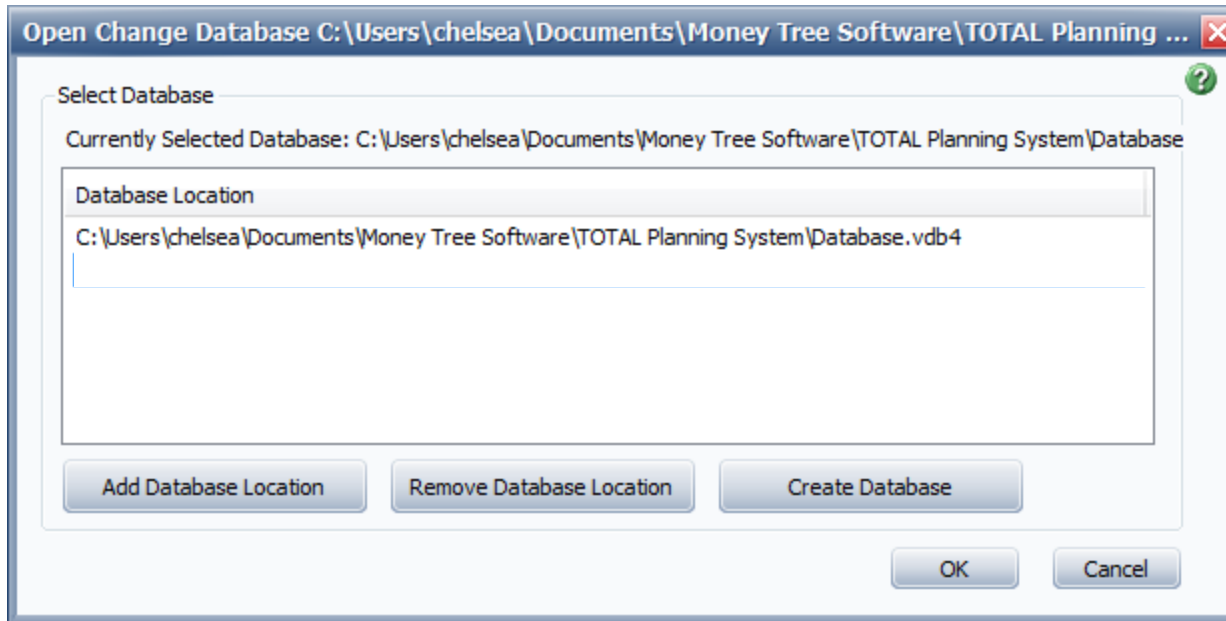 Open Change Database C:\Users\chelsea\Documents\Money Tree Software\TOTAL Planning ...
Select Database
Currently Selected Database: C:\Users\chelsea\Documents\Money Tree Software\TOTAL Planning System\Database
Database Location
C:\Users\chelsea\Documents\Money Tree Software\TOTAL Planning System\Database.vdb4
Add Database Location Remove Database Location Create Database
OK Cancel